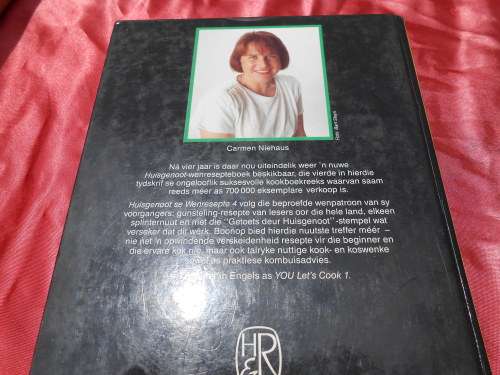 Carmen Niehaus
Ná vier jaar is daar nou uiteindelik weer 'n nuwe
Huisgenoot-wenreseptebeskikbaar, die vierde in hierdie
tydskrif se ongelooflik suksesvolle kookboekreeks waarvan saam
reeds méér as 700 000 eksemplare verkoop is.
Huisgenoot se Wenresepte 4 volg die beproefde wenpatroon van sy
voorgangers: gunsteling-resepte van lesers oor die hele land, elkeen
splinternuut en met die "Getoets deur Huisgenoot"-stempel wat
verseker dat dit werk. Boonop bied hierdie nuutste treffer méér –
nie net 'n opwindende verskeidenheid resepte vir die beginner en
die ervare kok nie, maar ook talryke nuttige kook- en koswenke
as praktiese kombuisadvies.
in Engels as YOU Let's Cook 1.
H&R